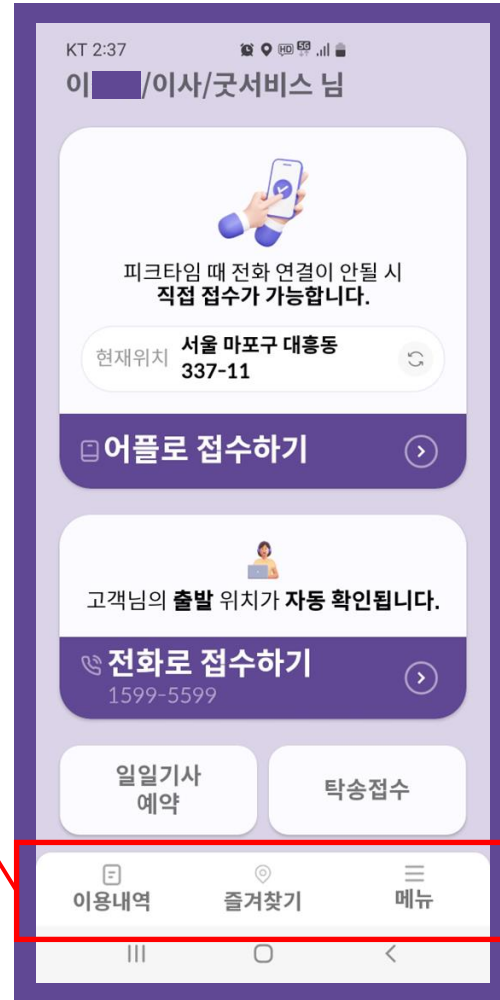 KT 2:37 HD 5G
이 /이사/굿서비스 님
피크타임 때 전화 연결이 안될 시
직접 접수가 가능합니다.
현재위치 서울 마포구 대흥동
337-11
어플로 접수하기
고객님의 출발 위치가 자동 확인됩니다.
전화로 접수하기
1599-5599
일일기사
예약
탁송접수
이용내역 즐겨찾기 메뉴